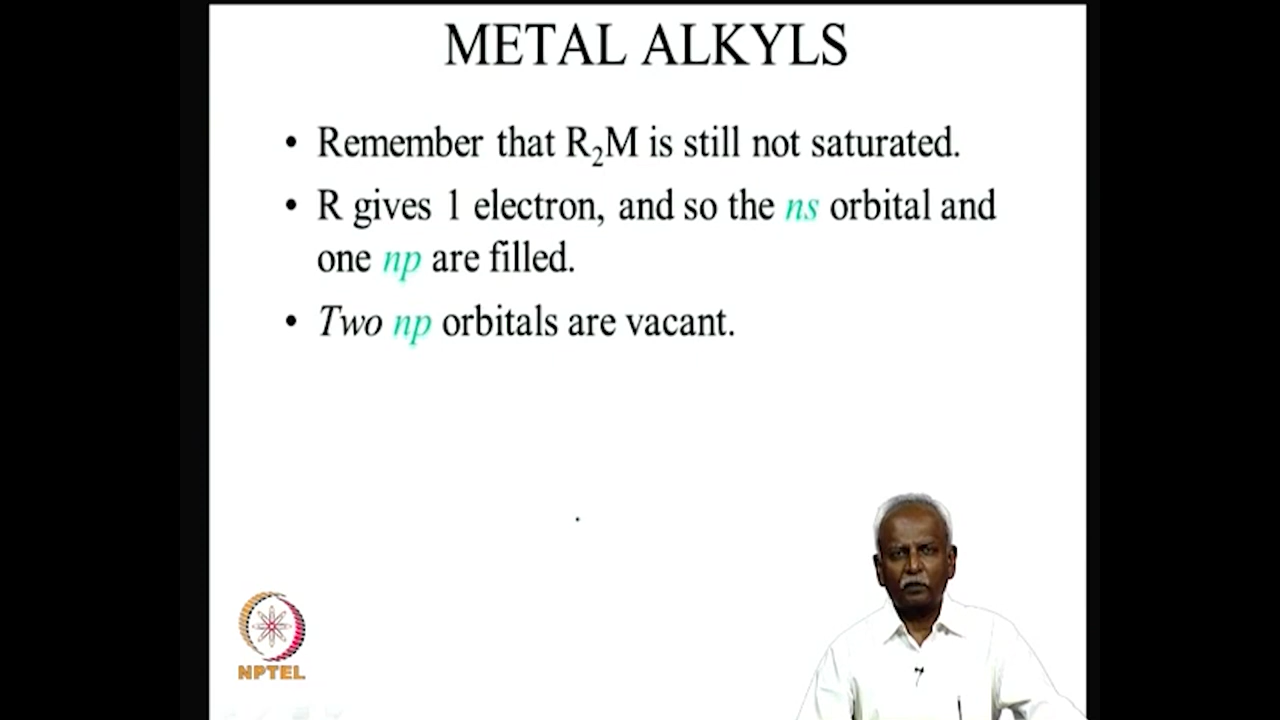 METAL ALKYLS
• Remember that R₂M is still not saturated.
• R gives 1 electron, and so the ns orbital and
one np are filled.
• Two np orbitals are vacant.
NPTEL